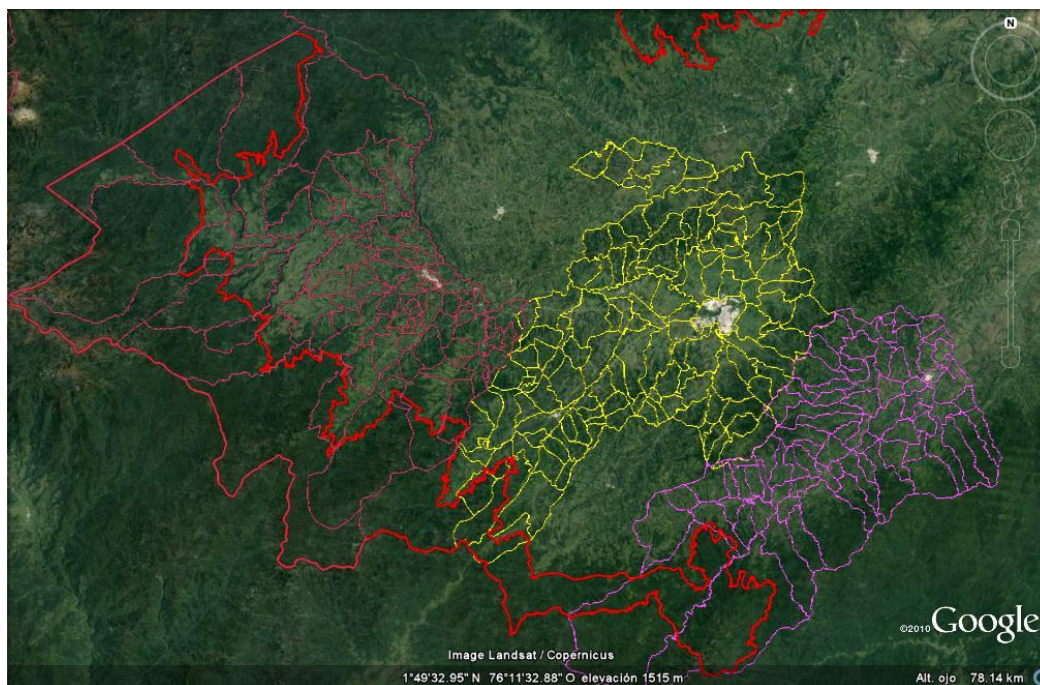 N
Image Landsat / Copernicus
©2010 Google
1°49'32.95" N 76°11'32.88" O elevación 1515 m Alt. ojo 78.14 km